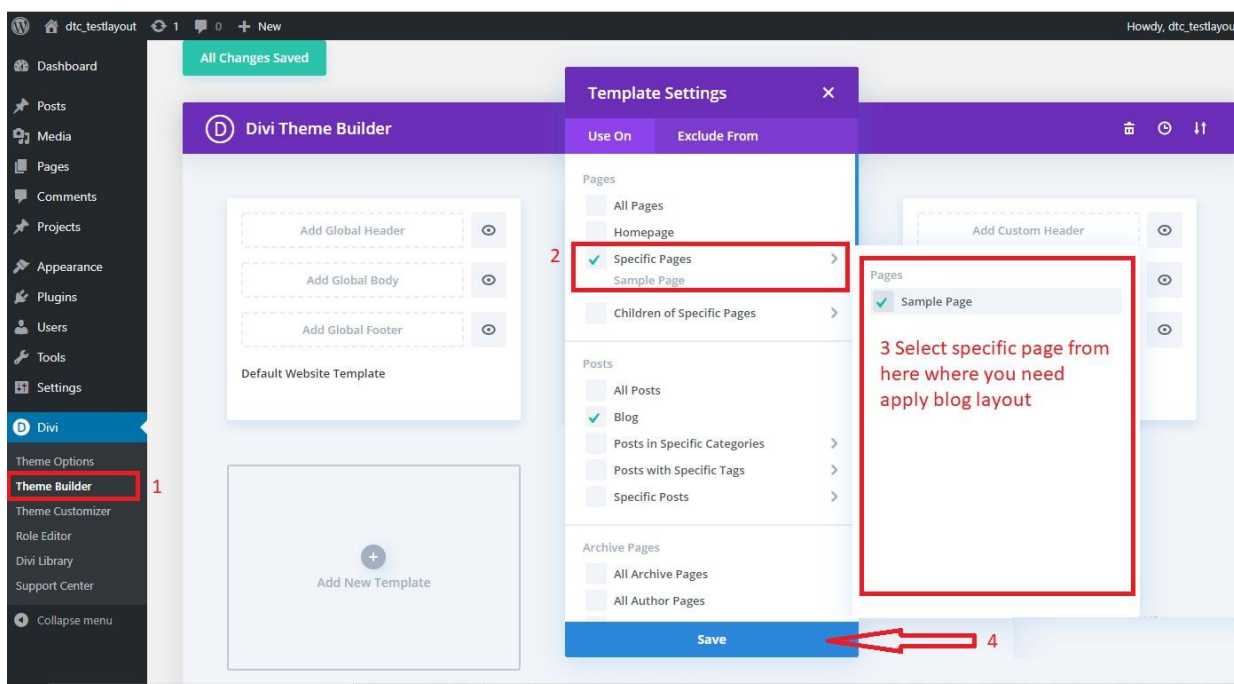 dtc_testlayout 1 0 + New Howdy, dtc_testlayou
Dashboard
Posts
Media
Pages
Comments
Projects
Appearance
Plugins
Users
Tools
Settings
Divi
Theme Options
Theme Builder 1
Theme Customizer
Role Editor
Divi Library
Support Center
Collapse menu
All Changes Saved
Divi Theme Builder
Add Global Header
Add Global Body
Add Global Footer
Default Website Template
Add New Template
Template Settings
Use On Exclude From
Pages
All Pages
Homepage
2 Specific Pages
Sample Page
Children of Specific Pages
Posts
All Posts
Blog
Posts in Specific Categories
Posts with Specific Tags
Specific Posts
Archive Pages
All Archive Pages
All Author Pages
Save
4
Add Custom Header
Pages
Sample Page
3 Select specific page from
here where you need
apply blog layout